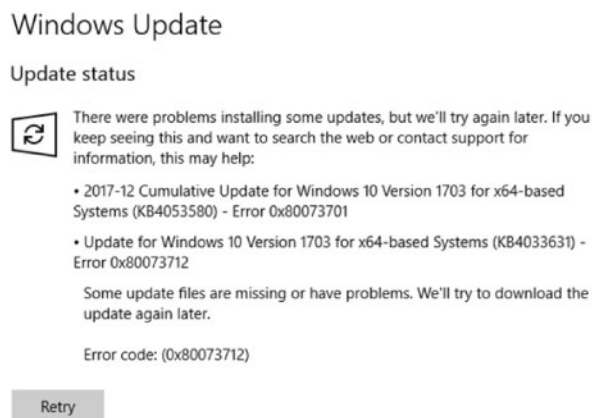 Windows Update
Update status
There were problems installing some updates, but we'll try again later. If you
keep seeing this and want to search the web or contact support for
information, this may help:
• 2017-12 Cumulative Update for Windows 10 Version 1703 for x64-based
Systems (KB4053580) - Error 0x80073701
• Update for Windows 10 Version 1703 for x64-based Systems (KB4033631) -
Error 0x80073712
Some update files are missing or have problems. We'll try to download the
update again later.
Error code: (0x80073712)
Retry